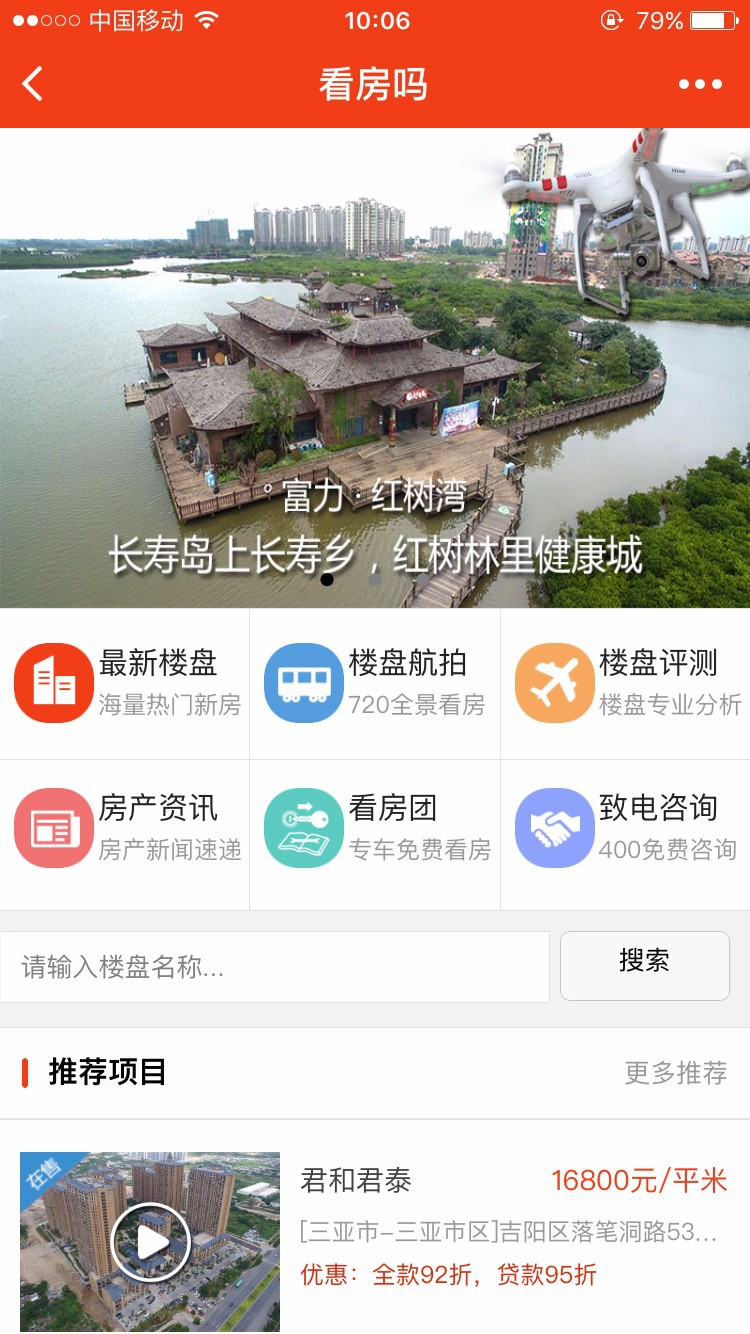 中国移动
10:06
79%
看房吗
富力·红树湾
长寿岛上长寿乡，红树林里健康城
最新楼盘
海量热门新房
楼盘航拍
720全景看房
楼盘评测
楼盘专业分析
房产资讯
房产新闻速递
看房团
专车免费看房
致电咨询
400免费咨询
请输入楼盘名称...
搜索
推荐项目
更多推荐
在售
君和君泰
16800元/平米
[三亚市-三亚市区]吉阳区落笔洞路53...
优惠：全款92折，贷款95折